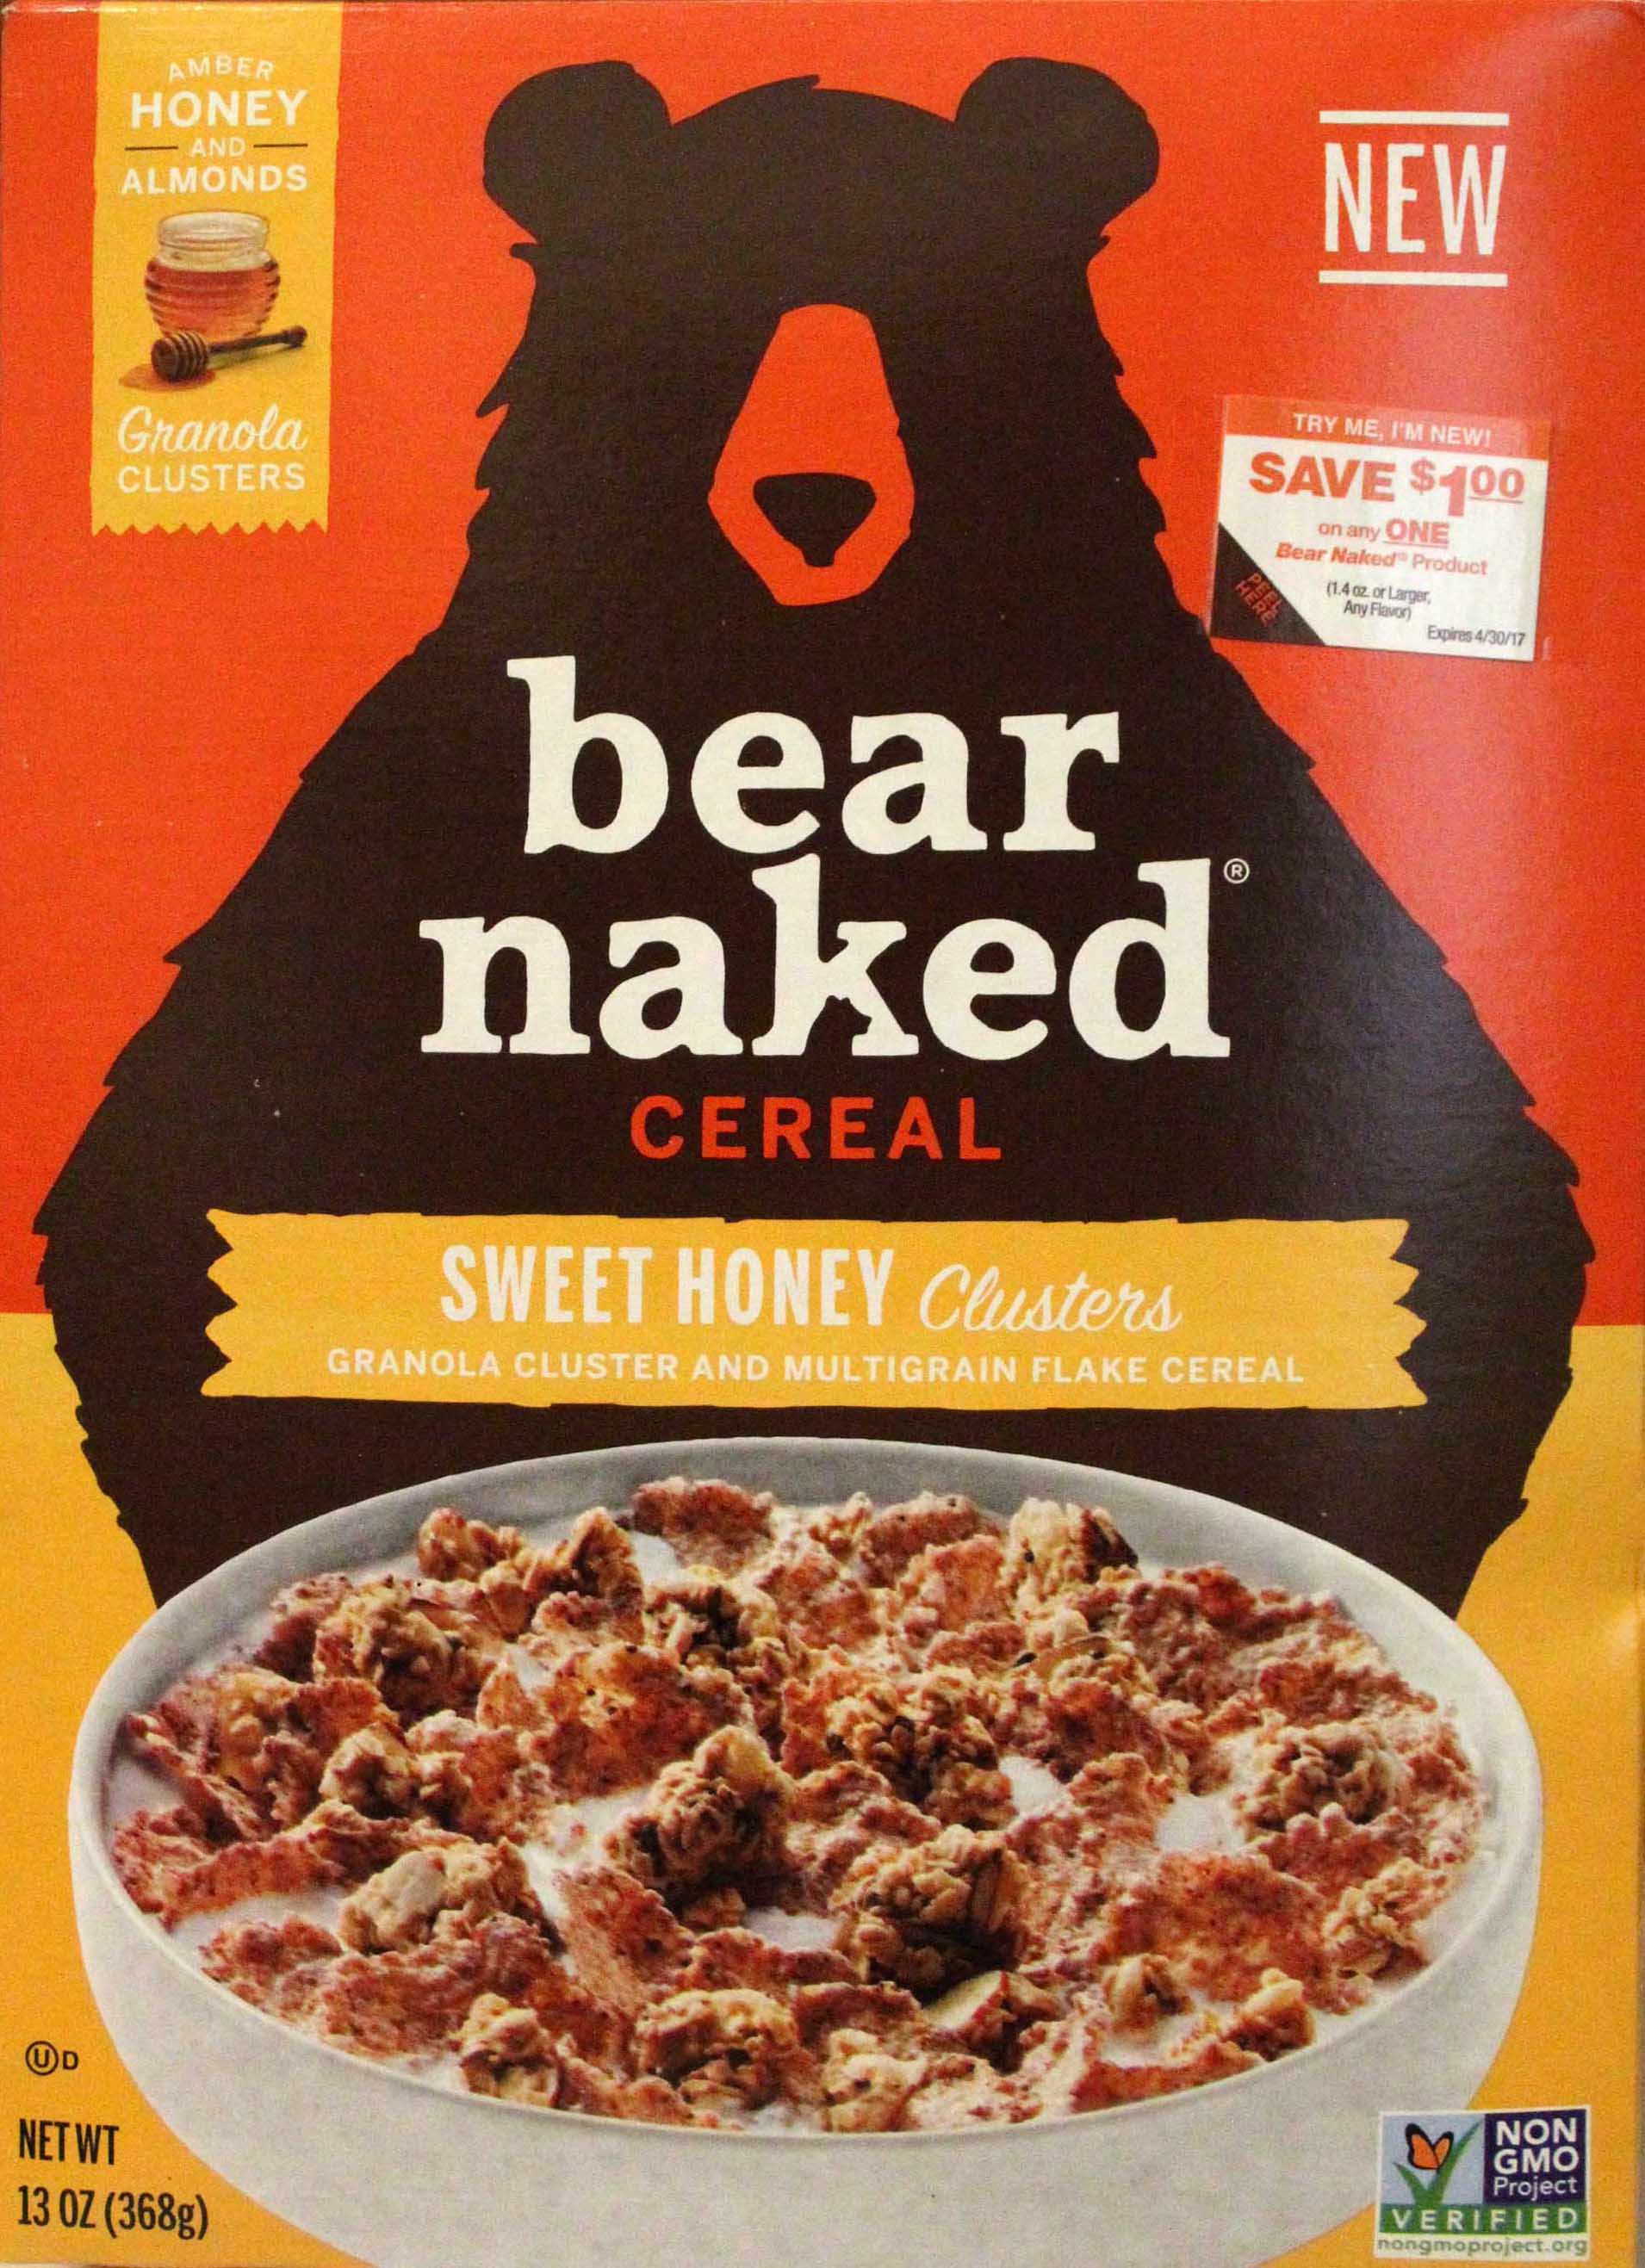 AMBER
HONEY
AND
ALMONDS
Granola
CLUSTERS
NEW
TRY ME, I'M NEW!
SAVE $1.00
on any ONE
Bear Naked® Product
(1.4 oz. or Larger,
Any Flavor)
Expires 4/30/17
PEEL
HERE
bear
naked®
CEREAL
SWEET HONEY Clusters
GRANOLA CLUSTER AND MULTIGRAIN FLAKE CEREAL
ⓊD
NET WT
13 OZ (368g)
NON
GMO
Project
VERIFIED
nongmoproject.org